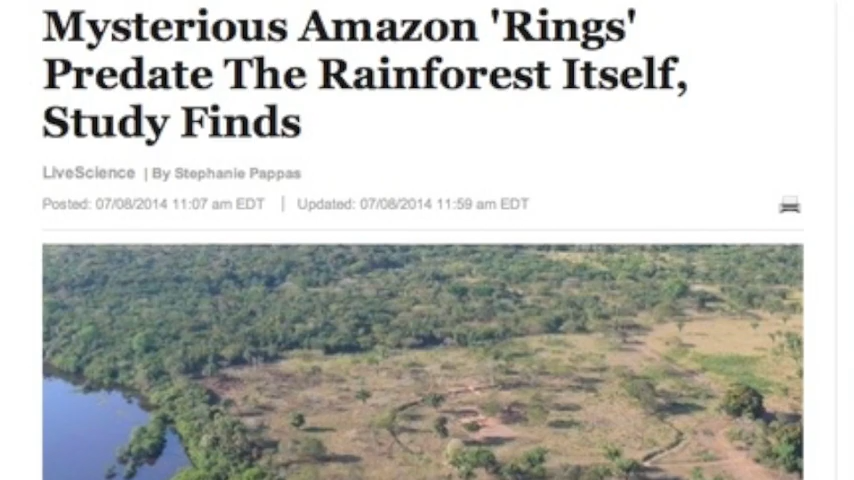 Mysterious Amazon 'Rings'
Predate The Rainforest Itself,
Study Finds
LiveScience | By Stephanie Pappas
Posted: 07/08/2014 11:07 am EDT | Updated: 07/08/2014 11:59 am EDT